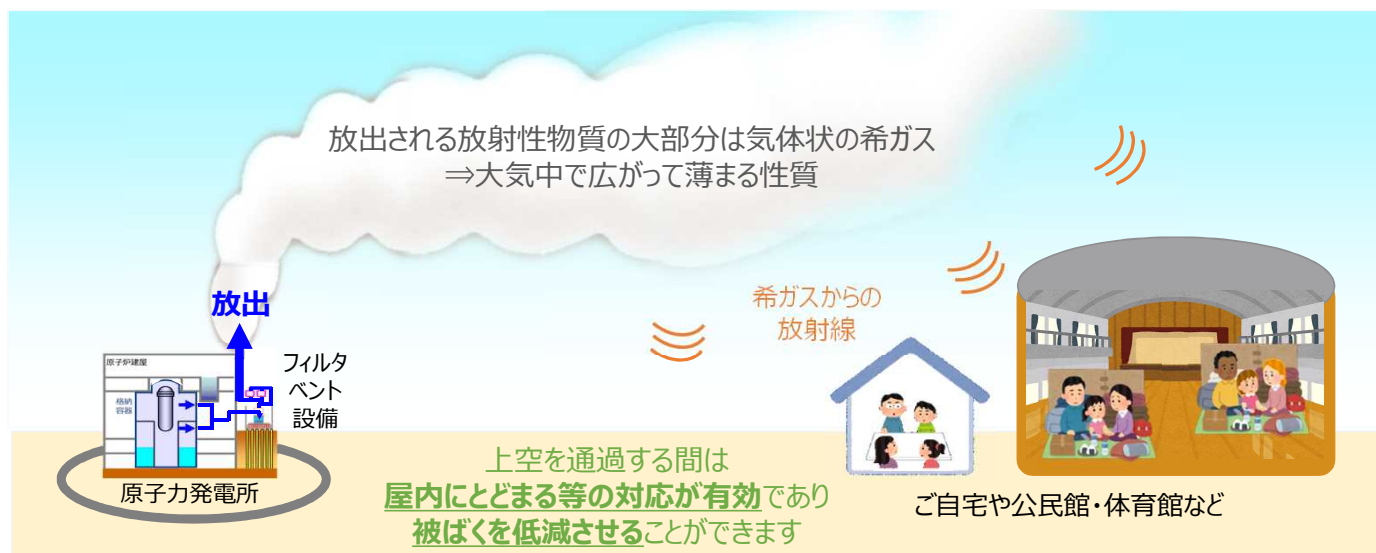 放出される放射性物質の大部分は気体状の希ガス
⇒大気中で広がって薄まる性質
放出
希ガスからの
放射線
原子炉建屋
格納
容器
フィルタ
ベント
設備
原子力発電所
上空を通過する間は
屋内にとどまる等の対応が有効であり
被ばくを低減させることができます
ご自宅や公民館・体育館など